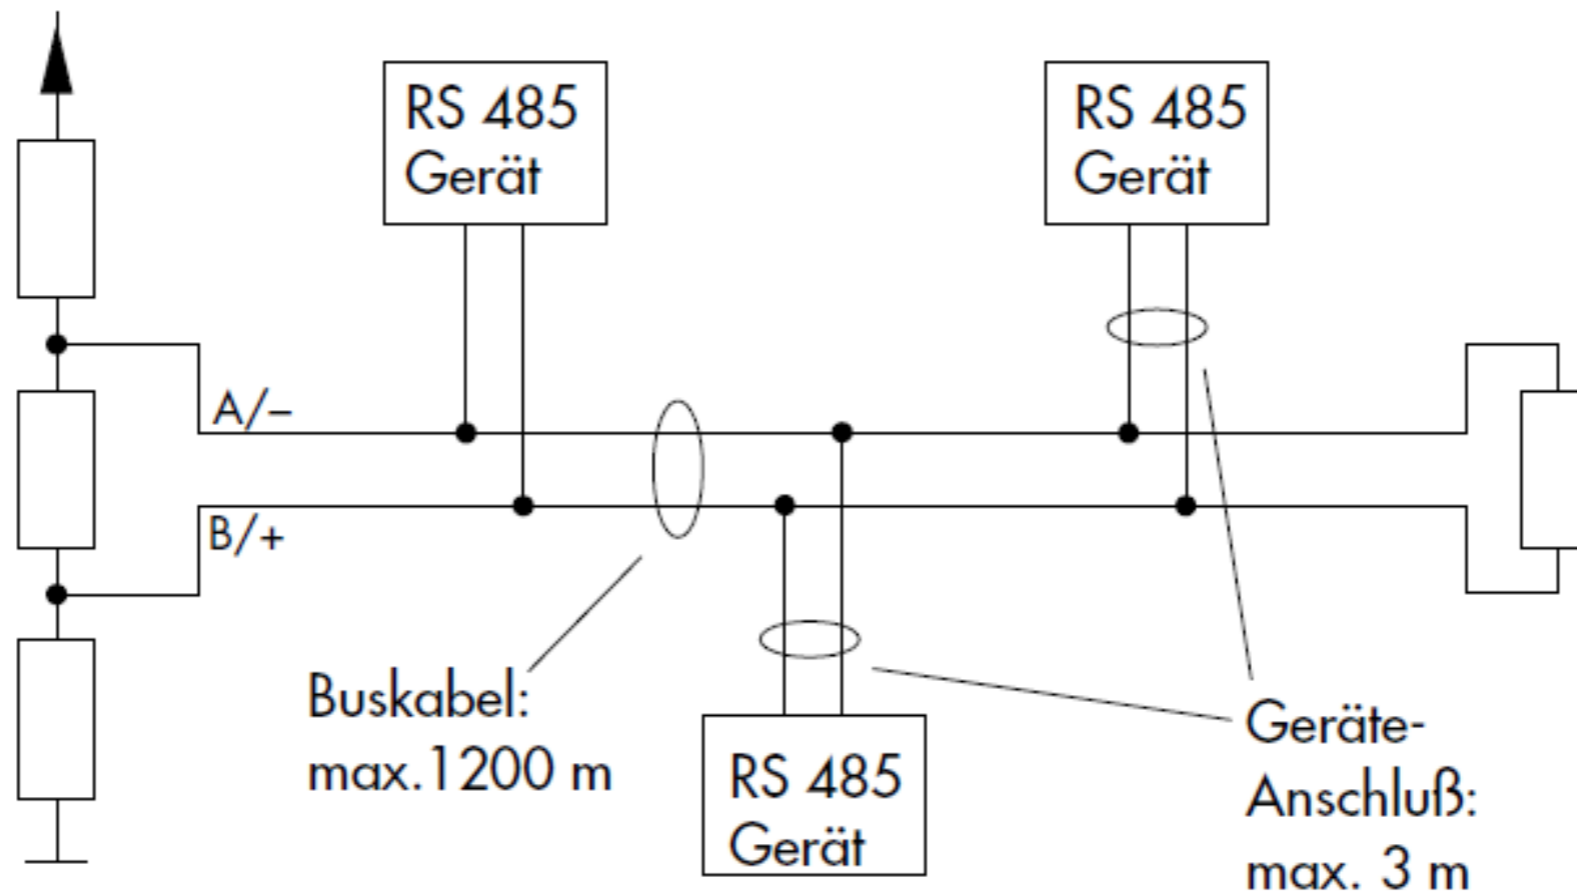 RS 485
Gerät
RS 485
Gerät
A/–
B/+
Buskabel:
max.1200 m
RS 485
Gerät
Geräte-
Anschluß:
max. 3 m